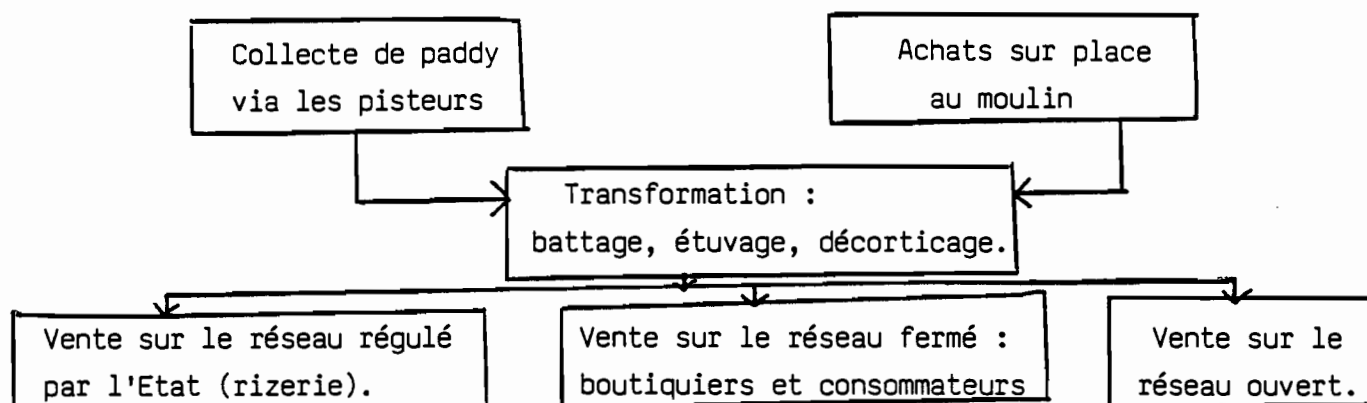 Collecte de paddy
via les pisteurs
Achats sur place
au moulin
Transformation :
battage, étuvage, décorticage.
Vente sur le réseau régulé
par l'Etat (rizerie).
Vente sur le réseau fermé :
boutiquiers et consommateurs
Vente sur le
réseau ouvert.